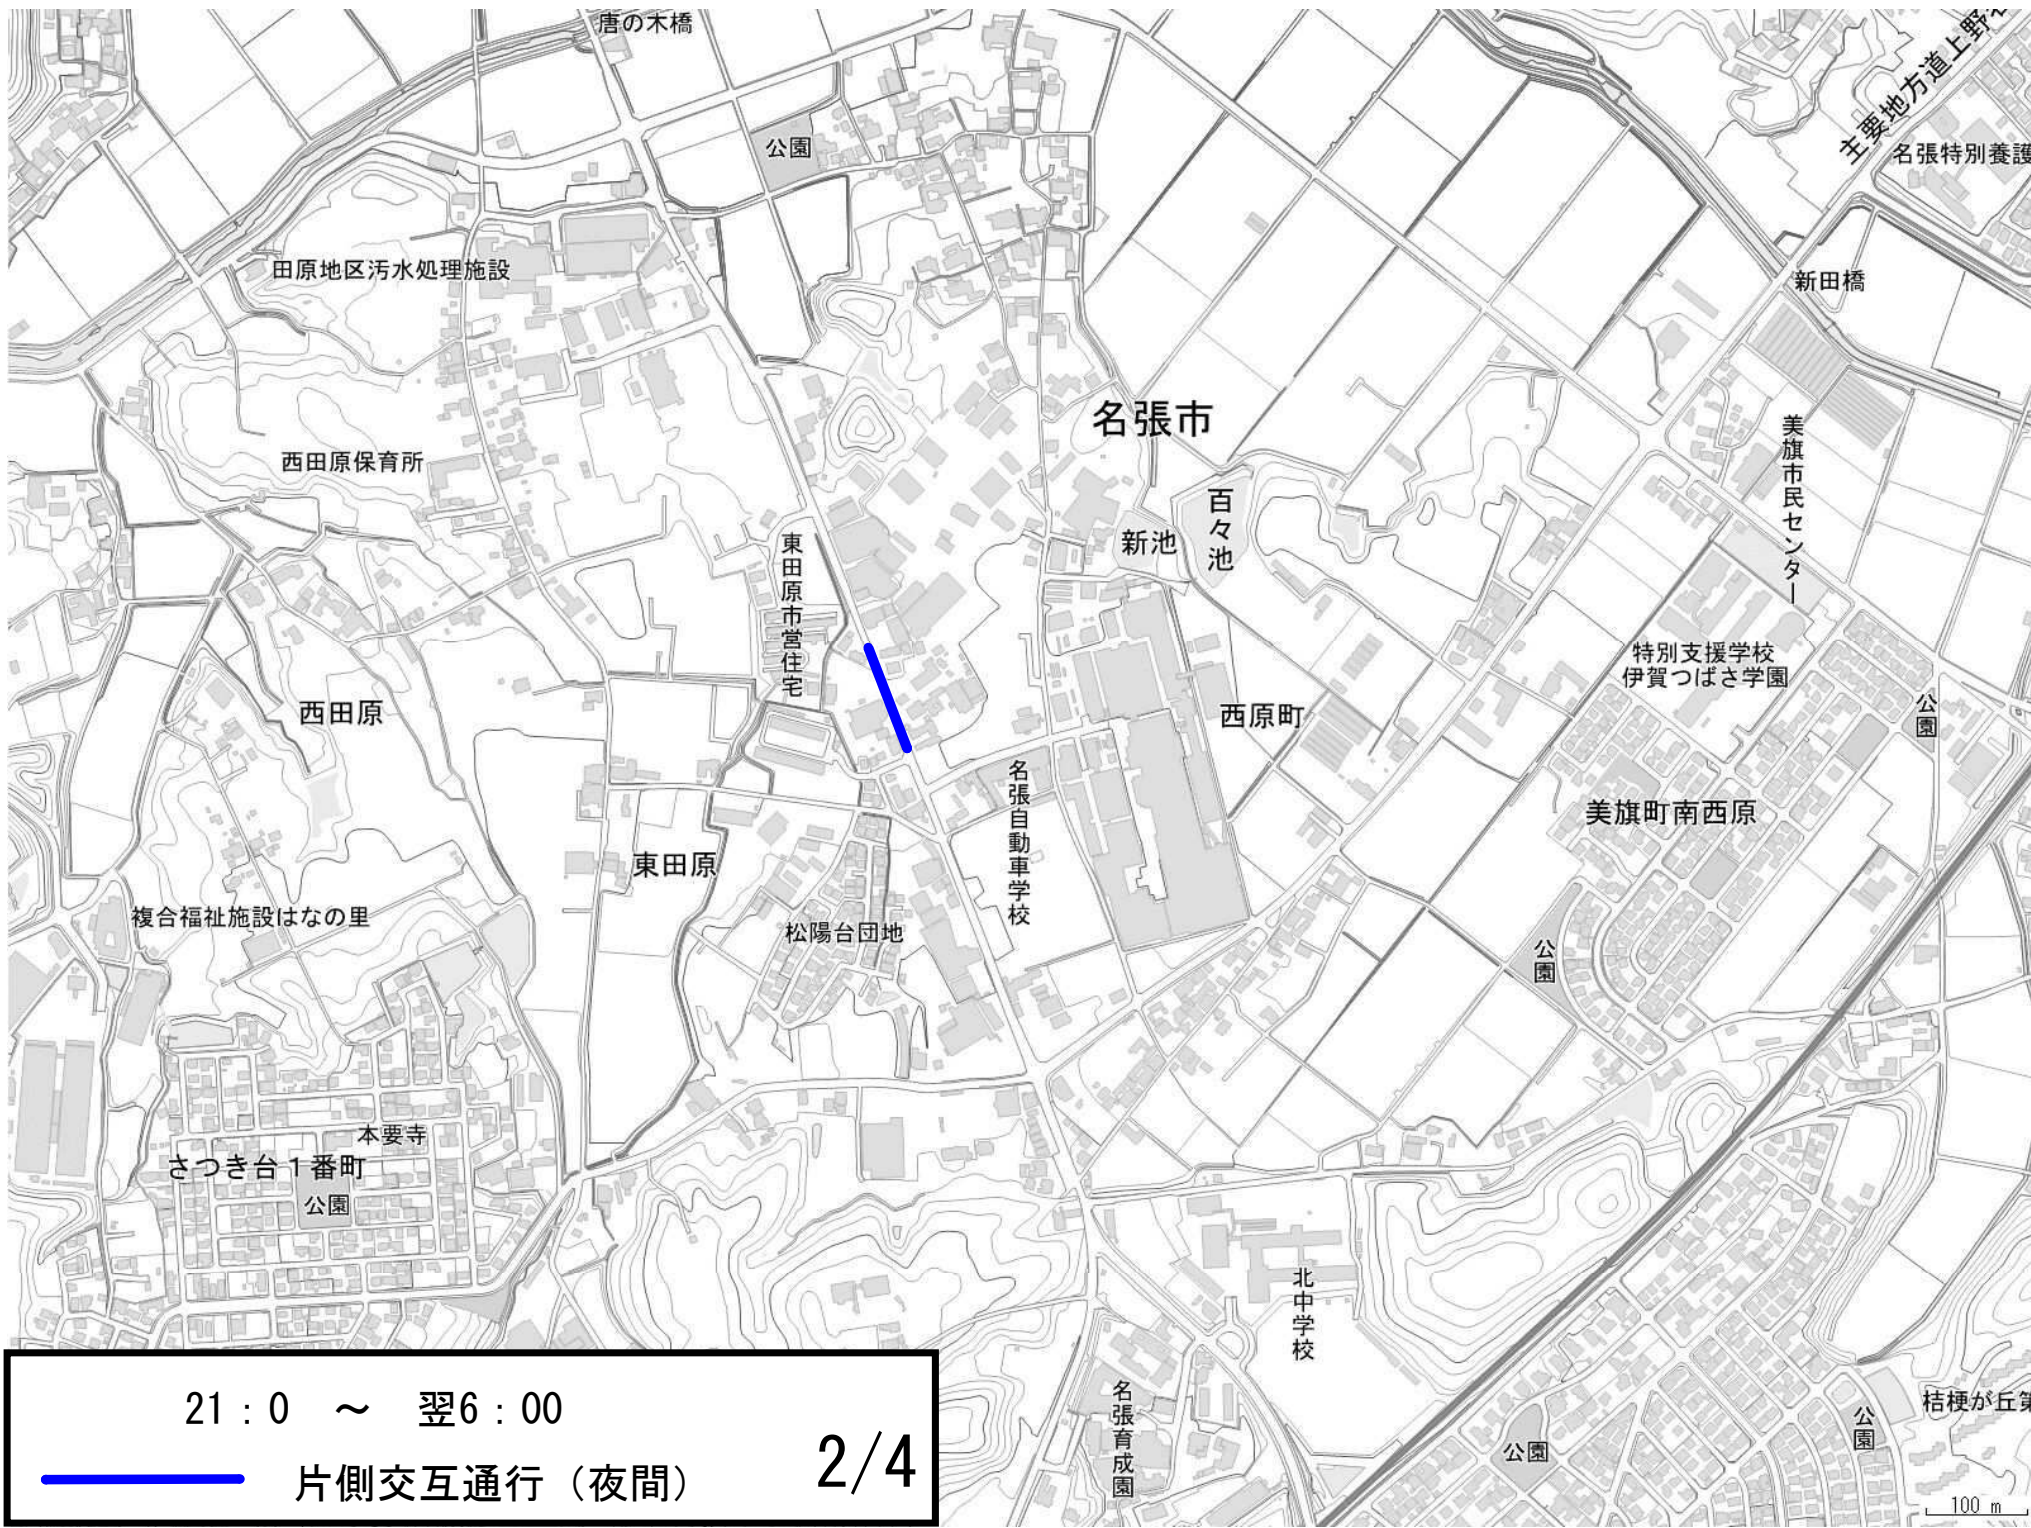 唐の木橋
主要地方道上野名
公園
名張特別養護
田原地区汚水処理施設
新田橋
名張市
美旗市民センター
西田原保育所
百々池
新池
東田原市営住宅
特別支援学校
伊賀つばさ学園
西田原
西原町
公園
名張自動車学校
美旗町南西原
東田原
複合福祉施設はなの里
松陽台団地
公園
本要寺
さつき台1番町
公園
北中学校
名張育成園
公園
公園
桔梗が丘第
21:0 ～ 翌6:00
片側交互通行（夜間）
2/4
100 m